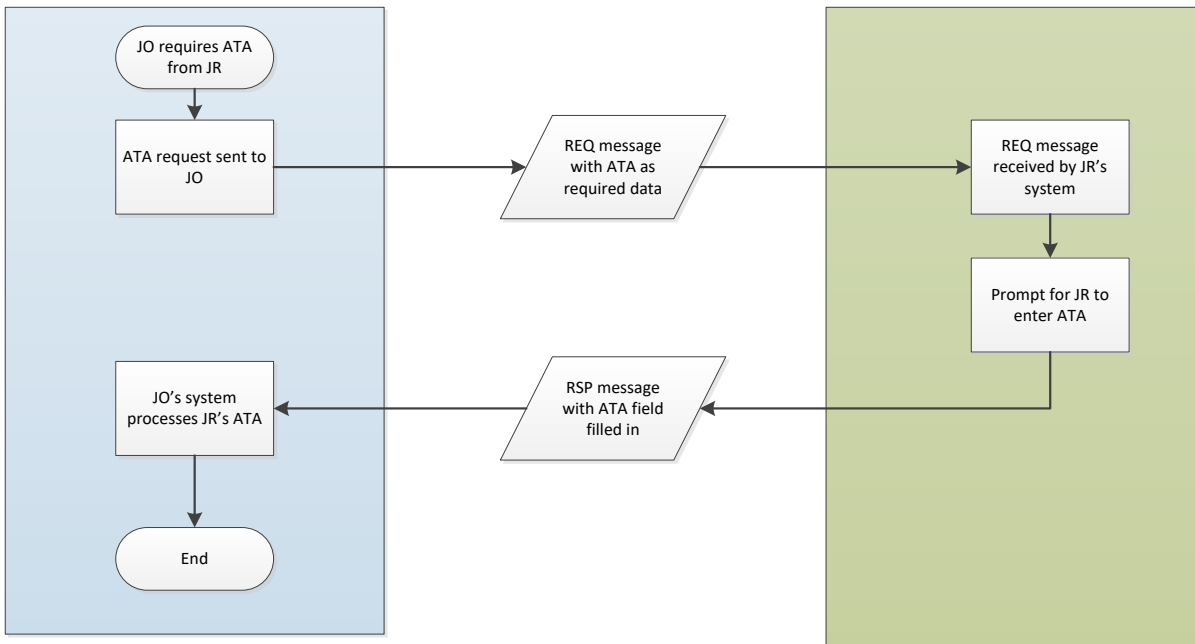 JO requires ATA
from JR
ATA request sent to
JO
REQ message
with ATA as
required data
REQ message
received by JR’s
system
Prompt for JR to
enter ATA
RSP message
with ATA field
filled in
JO’s system
processes JR’s ATA
End